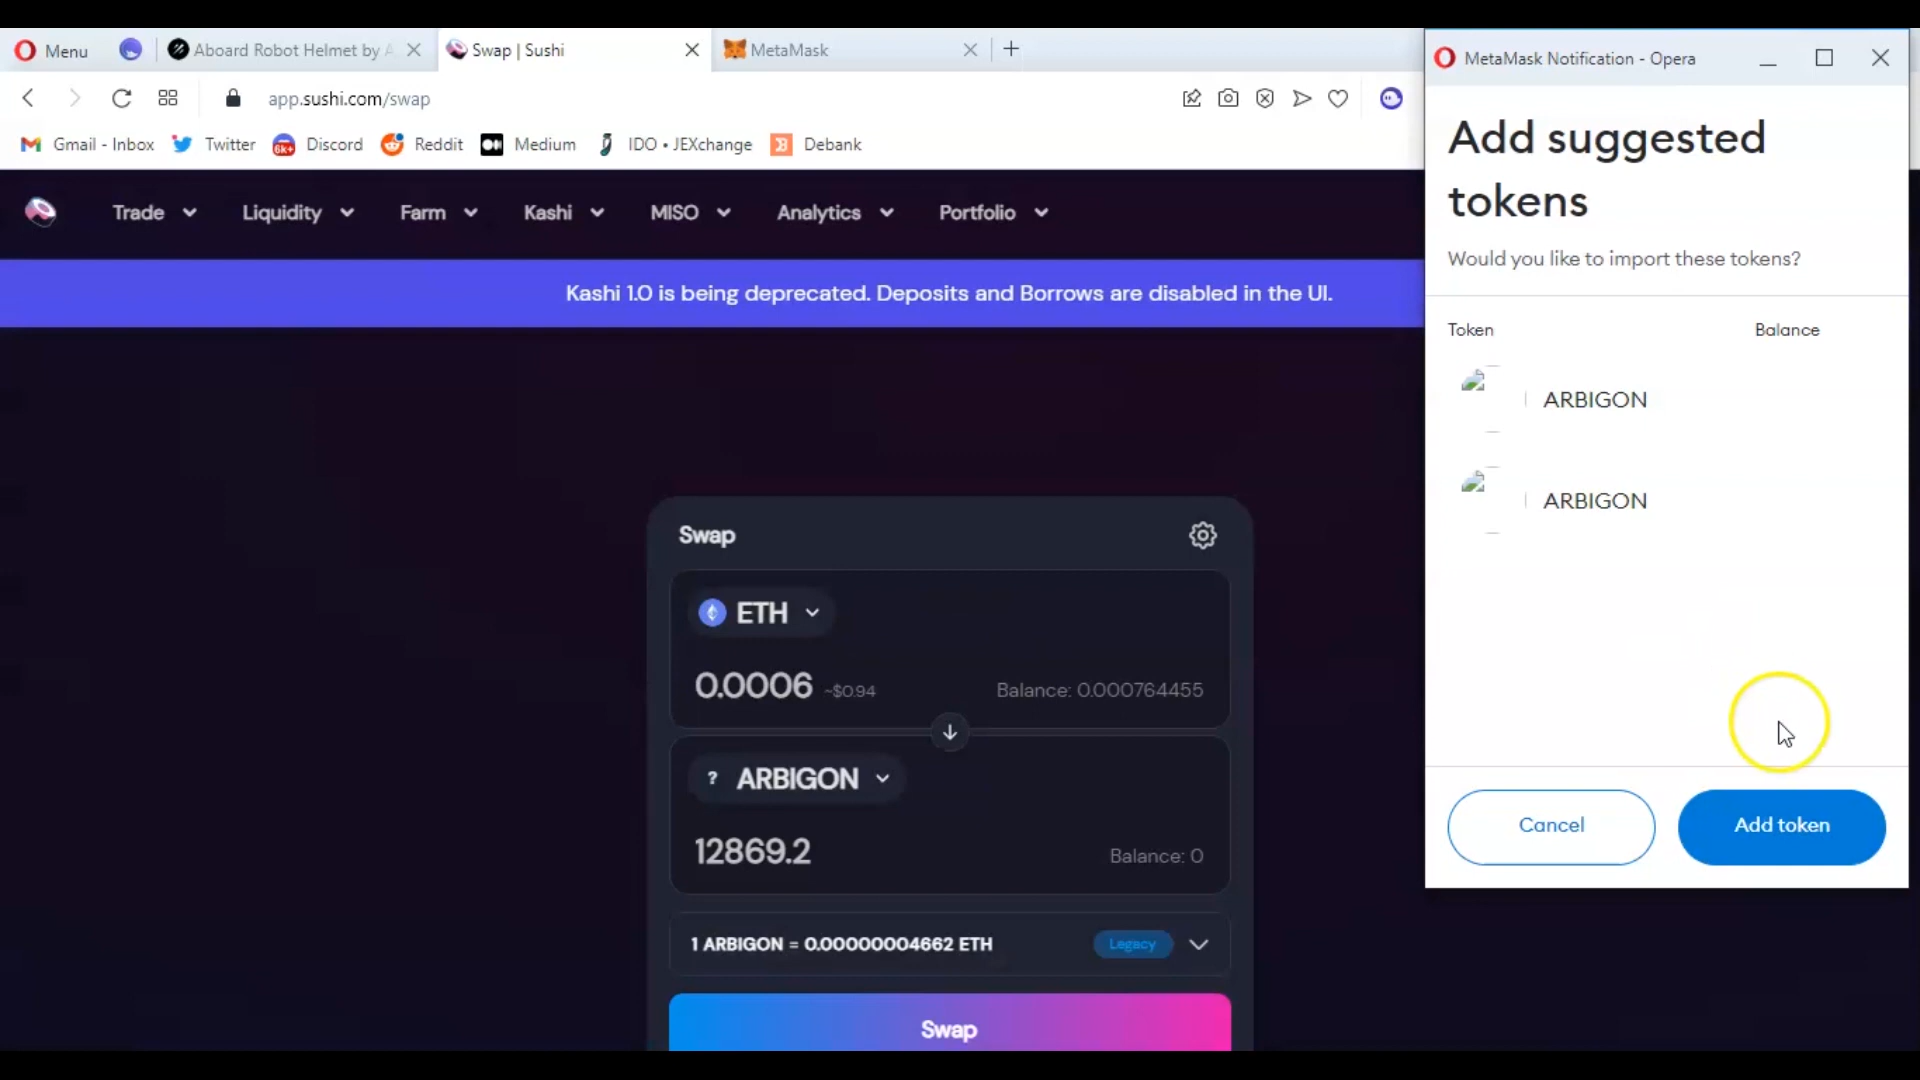 Menu
Aboard Robot Helmet by A
Swap | Sushi
MetaMask
app.sushi.com/swap
Gmail - Inbox
Twitter
6k+
Discord
Reddit
Medium
IDO • JEXchange
Debank
Trade
Liquidity
Farm
Kashi
MISO
Analytics
Portfolio
Kashi 1.0 is being deprecated. Deposits and Borrows are disabled in the UI.
Swap
ETH
0.0006 ~$0.94
Balance: 0.000764455
? ARBIGON
12869.2
Balance: 0
1 ARBIGON = 0.00000004662 ETH
Legacy
Swap
MetaMask Notification - Opera
Add suggested
tokens
Would you like to import these tokens?
Token
Balance
ARBIGON
ARBIGON
Cancel
Add token